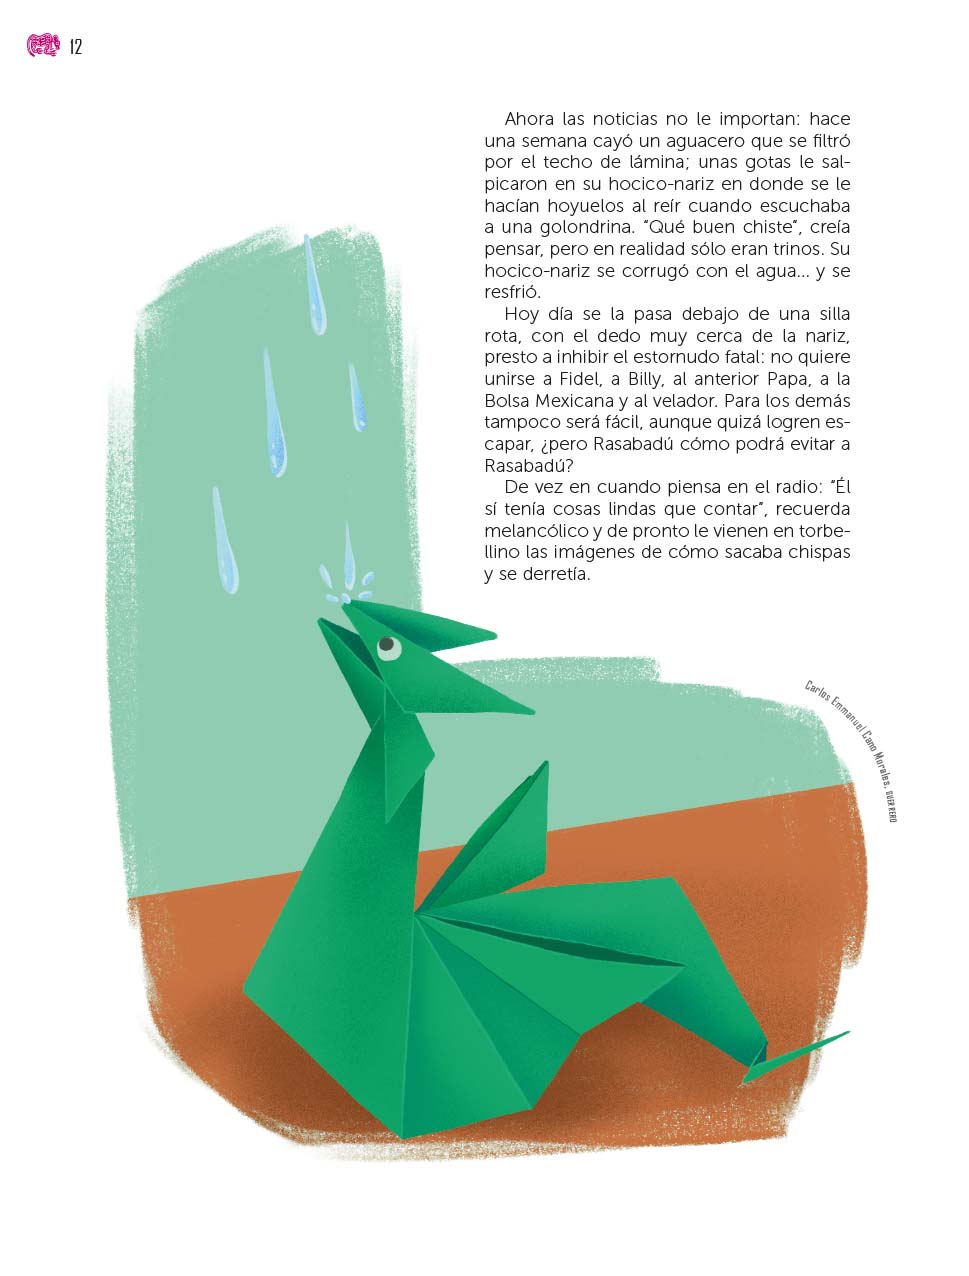 12
Ahora las noticias no le importan: hace
una semana cayó un aguacero que se filtró
por el techo de lámina; unas gotas le sal-
picaron en su hocico-nariz en donde se le
hacían hoyuelos al reír cuando escuchaba
a una golondrina. “Qué buen chiste”, creía
pensar, pero en realidad sólo eran trinos. Su
hocico-nariz se corrugó con el agua... y se
resfrió.
Hoy día se la pasa debajo de una silla
rota, con el dedo muy cerca de la nariz,
presto a inhibir el estornudo fatal: no quiere
unirse a Fidel, a Billy, al anterior Papa, a la
Bolsa Mexicana y al velador. Para los demás
tampoco será fácil, aunque quizá logren es-
capar, ¿pero Rasabadú cómo podrá evitar a
Rasabadú?
De vez en cuando piensa en el radio: “Él
sí tenía cosas lindas que contar”, recuerda
melancólico y de pronto le vienen en torbe-
llino las imágenes de cómo sacaba chispas
y se derretía.
Carlos Emmanuel Cano Morales, GUERRERO